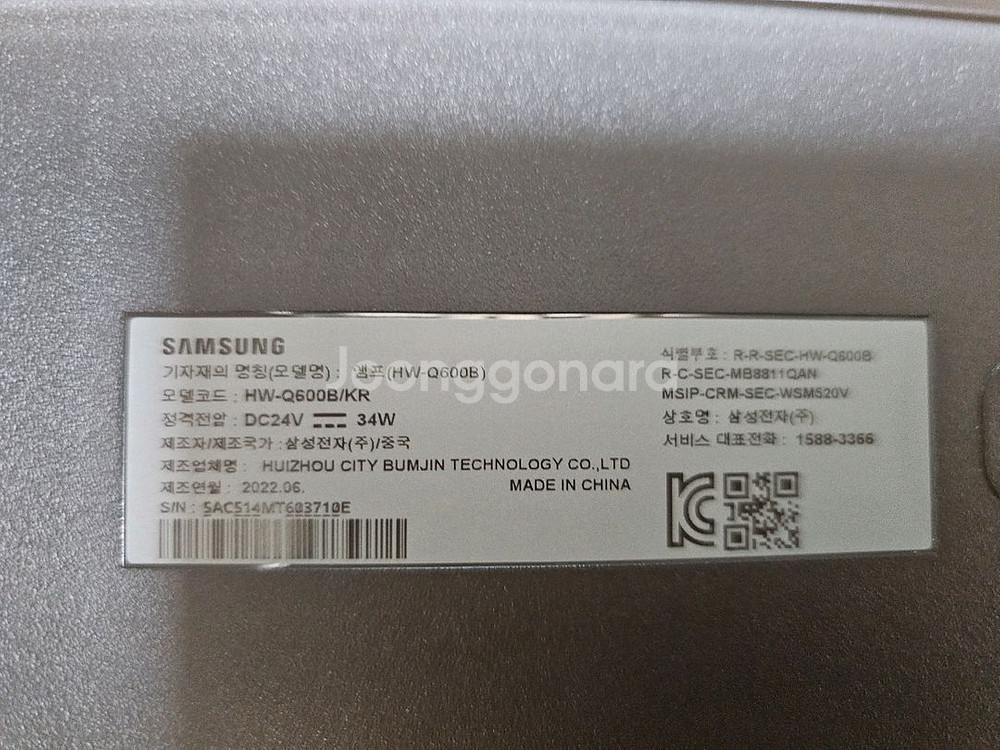 SAMSUNG
기자재의 명칭(모델명) : 앰프(HW-Q600B)
모델코드 : HW-Q600B/KR
정격전압 : DC24V 34W
제조자/제조국가 : 삼성전자(주)/중국
제조업체명 : HUIZHOU CITY BUMJIN TECHNOLOGY CO.,LTD
제조연월 : 2022.06. MADE IN CHINA
S/N : 5AC514MT603710E
식별부호 : R-R-SEC-HW-Q600B
R-C-SEC-MB8811QAN
MSIP-CRM-SEC-WSM520V
상호명 : 삼성전자(주)
서비스 대표전화 : 1588-3366
Joonggonara